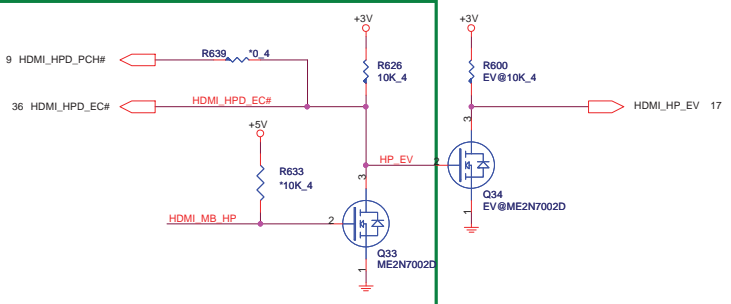 +3V
+3V
9 HDMI_HPD_PCH#
R639 *0_4
R626
10K_4
R600
EV@10K_4
36 HDMI_HPD_EC#
HDMI_HPD_EC#
HDMI_HP_EV 17
+5V
3
HP_EV
2
R633
*10K_4
3
Q34
EV@ME2N7002D
1
HDMI_MB_HP
2
Q33
ME2N7002D
1